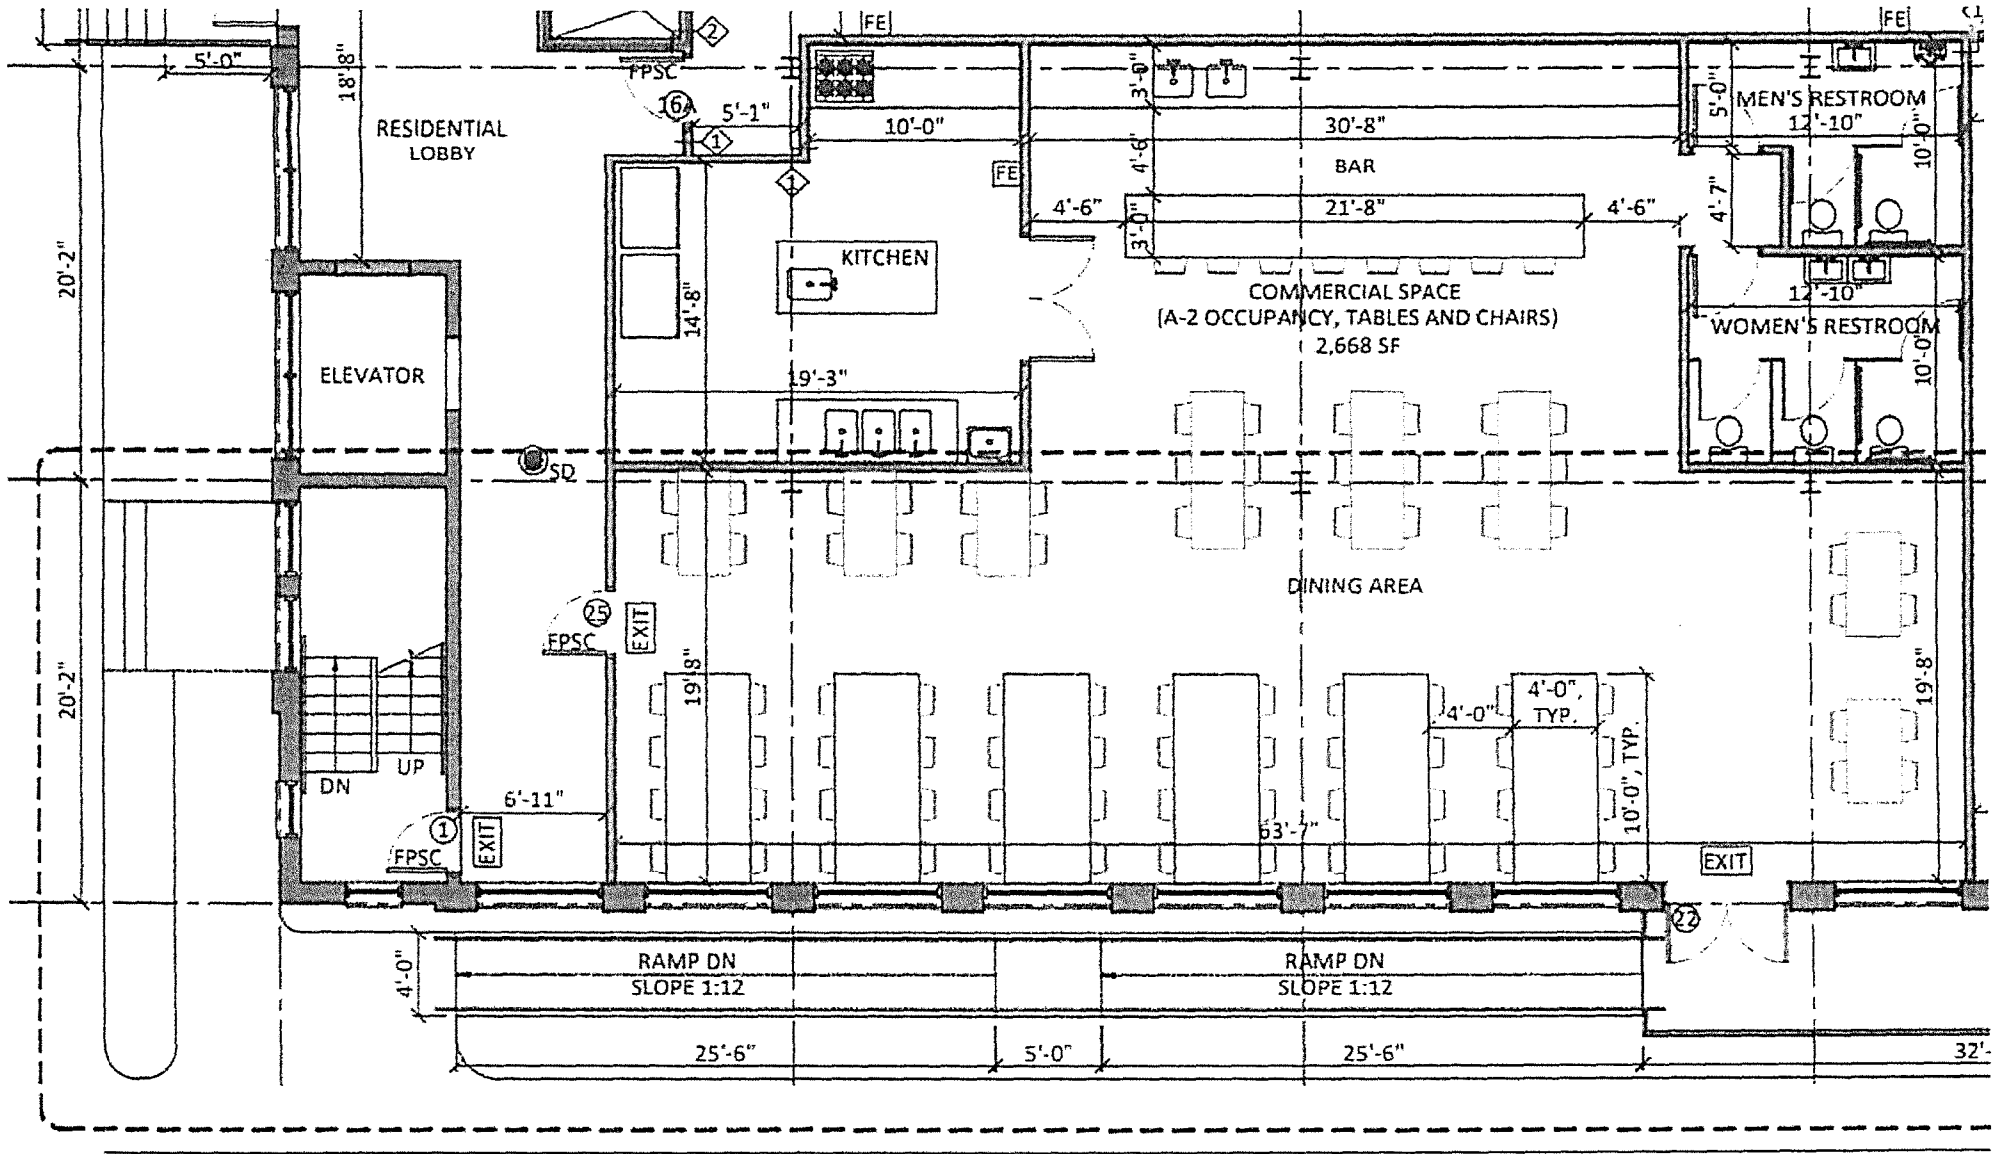 FE
FE
2
5'-0"
18'-8"
FPSC
16A
5'-1"
1
1
RESIDENTIAL
LOBBY
10'-0"
3'-0"
30'-8"
5'-0"
MEN'S RESTROOM
12'-10"
10'-0"
FE
4'-6"
BAR
4'-6"
3'-0"
21'-8"
4'-6"
4'-7"
20'-2"
KITCHEN
14'-8"
COMMERCIAL SPACE
(A-2 OCCUPANCY, TABLES AND CHAIRS)
2,668 SF
12'-10"
WOMEN'S RESTROOM
10'-0"
ELEVATOR
19'-3"
SD
DINING AREA
25
FPSC
EXIT
20'-2"
19'-8"
19'-8"
4'-0"
4'-0",
TYP.
10'-0", TYP.
DN
UP
6'-11"
1
FPSC
EXIT
63'-7"
EXIT
22
4'-0"
RAMP DN
SLOPE 1:12
RAMP DN
SLOPE 1:12
25'-6"
5'-0"
25'-6"
32'-